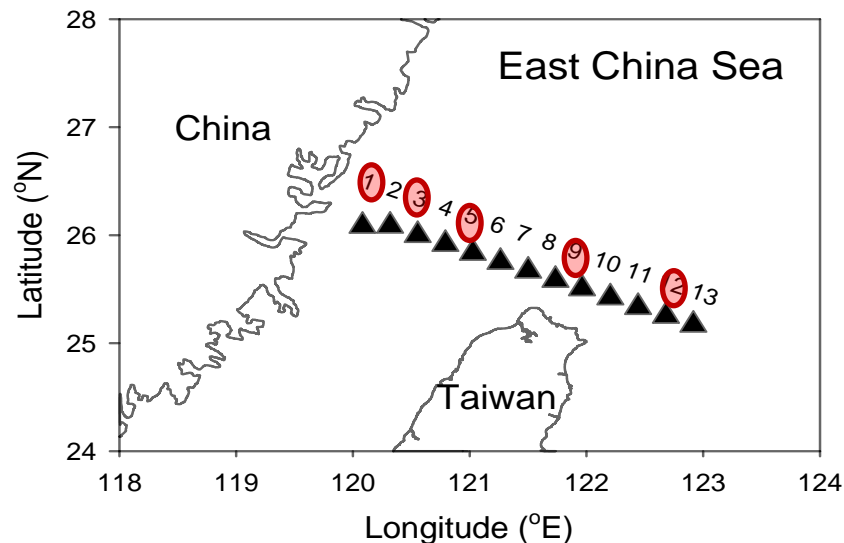 28
East China Sea
27
China
1 2 3 4 5 6 7 8 9 10 11 12 13
26
Latitude (°N)
25
Taiwan
24
118 119 120 121 122 123 124
Longitude (°E)